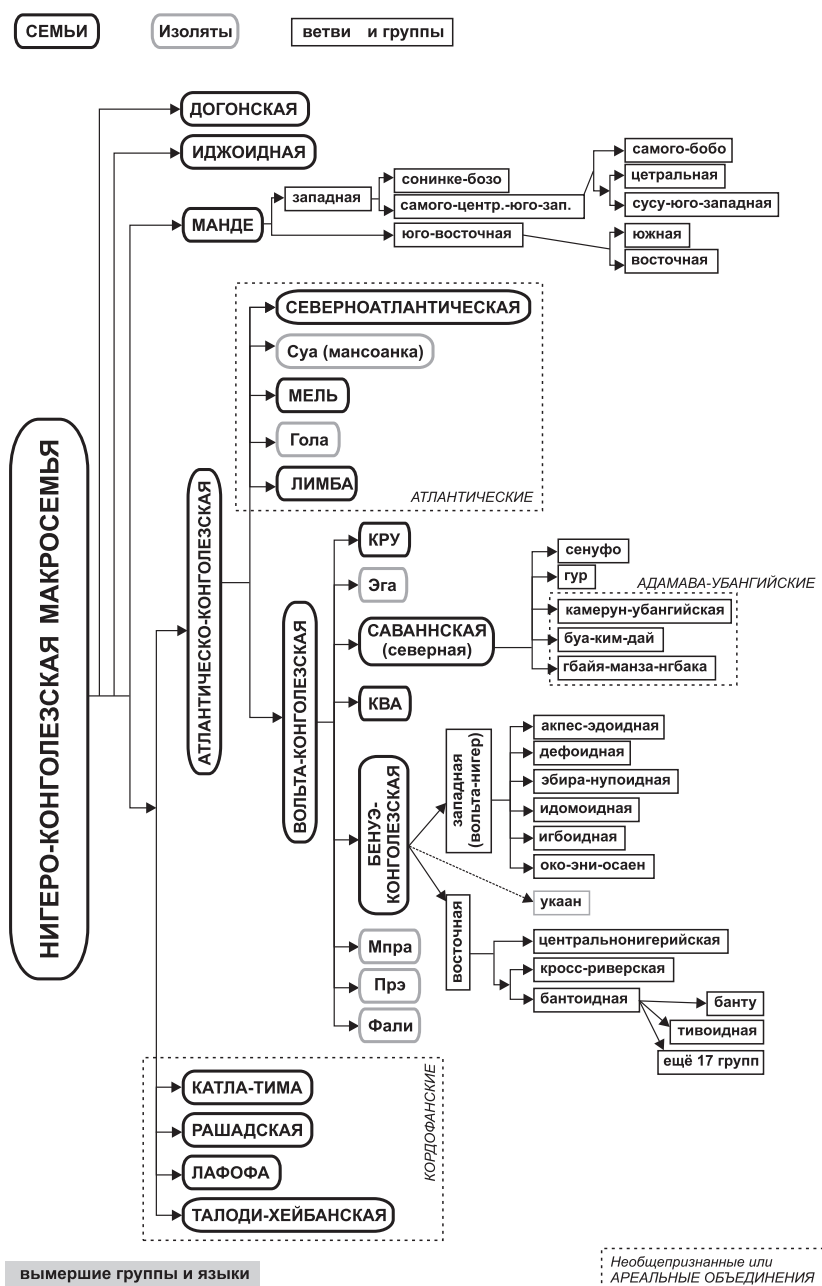 СЕМЬИ
Изоляты
ветви и группы
ДОГОНСКАЯ
ИДЖОИДНАЯ
МАНДЕ
западная
сонинке-бозо
самого-центр.-юго-зап.
юго-восточная
самого-бобо
цетральная
сусу-юго-западная
южная
восточная
СЕВЕРНОАТЛАНТИЧЕСКАЯ
Суа (мансоанка)
МЕЛЬ
Гола
ЛИМБА
АТЛАНТИЧЕСКИЕ
НИГЕРО-КОНГОЛЕЗСКАЯ МАКРОСЕМЬЯ
АТЛАНТИЧЕСКО-КОНГОЛЕЗСКАЯ
ВОЛЬТА-КОНГОЛЕЗСКАЯ
КРУ
Эга
САВАННСКАЯ
(северная)
сенуфо
гур
АДАМАВА-УБАНГИЙСКИЕ
камерун-убангийская
буа-ким-дай
гбайя-манза-нгбака
КВА
БЕНУЭ-
КОНГОЛЕЗСКАЯ
западная
(вольта-нигер)
акпес-эдоидная
дефоидная
эбира-нупоидная
идомоидная
игбоидная
око-эни-осаен
укаан
восточная
центральнонигерийская
кросс-риверская
бантоидная
банту
тивоидная
ещё 17 групп
Мпра
Прэ
Фали
КАТЛА-ТИМА
РАШАДСКАЯ
ЛАФОФА
ТАЛОДИ-ХЕЙБАНСКАЯ
КОРДОФАНСКИЕ
вымершие группы и языки
Необщепризнанные или
АРЕАЛЬНЫЕ ОБЪЕДИНЕНИЯ